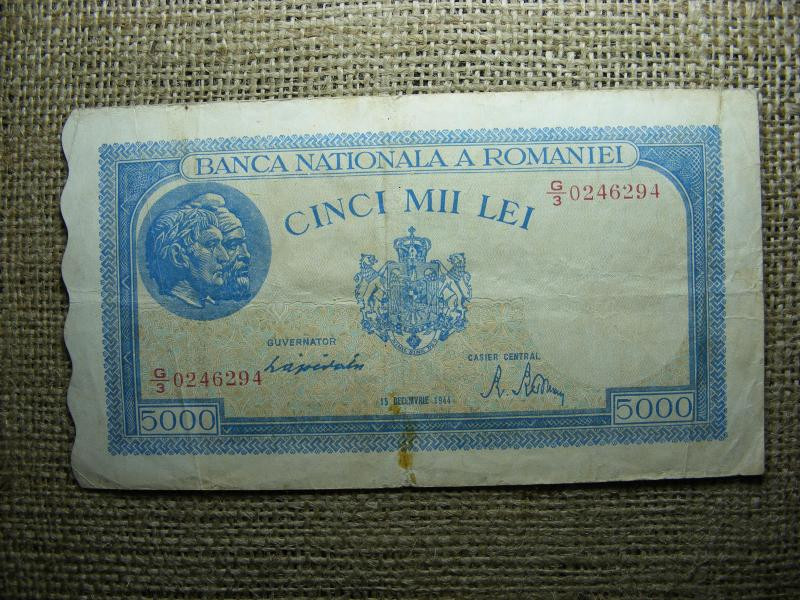 BANCA NATIONALA A ROMANIEI
CINCI MII LEI
G/3 0246294
GUVERNATOR
CASIER CENTRAL
G/3 0246294
15 DECEMVRIE 1944
5000
5000